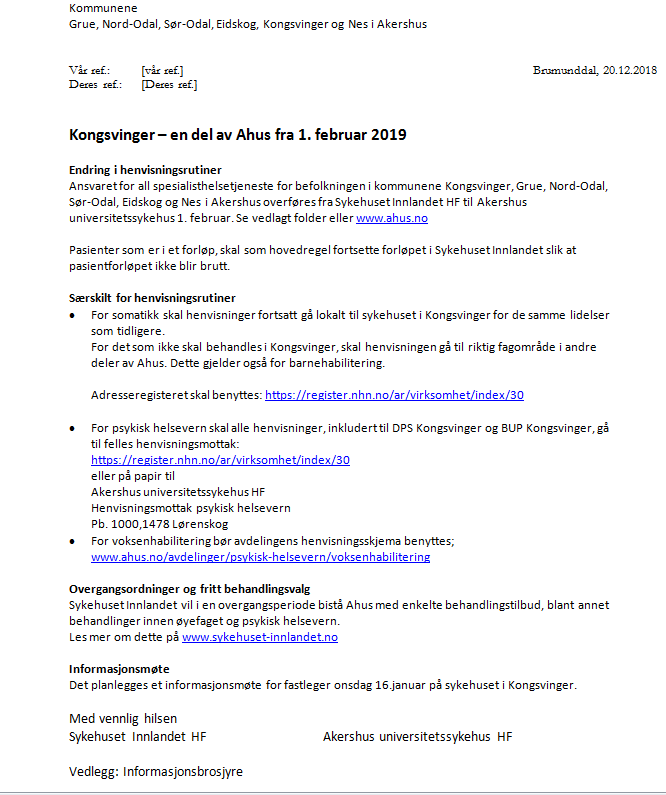 Kommunene
Grue, Nord-Odal, Sør-Odal, Eidskog, Kongsvinger og Nes i Akershus
Vår ref.: [vår ref.] Brumunddal, 20.12.2018
Deres ref.: [Deres ref.]
Kongsvinger – en del av Ahus fra 1. februar 2019
Endring i henvisningsrutiner
Ansvaret for all spesialisthelsetjeneste for befolkningen i kommunene Kongsvinger, Grue, Nord-Odal,
Sør-Odal, Eidskog og Nes i Akershus overføres fra Sykehuset Innlandet HF til Akershus
universitetssykehus 1. februar. Se vedlagt folder eller www.ahus.no
Pasienter som er i et forløp, skal som hovedregel fortsette forløpet i Sykehuset Innlandet slik at
pasientforløpet ikke blir brutt.
Særskilt for henvisningsrutiner
• For somatikk skal henvisninger fortsatt gå lokalt til sykehuset i Kongsvinger for de samme lidelser
som tidligere.
For det som ikke skal behandles i Kongsvinger, skal henvisningen gå til riktig fagområde i andre
deler av Ahus. Dette gjelder også for barnehabilitering.
Adresseregisteret skal benyttes: https://register.nhn.no/ar/virksomhet/index/30
• For psykisk helsevern skal alle henvisninger, inkludert til DPS Kongsvinger og BUP Kongsvinger, gå
til felles henvisningsmottak:
https://register.nhn.no/ar/virksomhet/index/30
eller på papir til
Akershus universitetssykehus HF
Henvisningsmottak psykisk helsevern
Pb. 1000,1478 Lørenskog
• For voksenhabilitering bør avdelingens henvisningsskjema benyttes;
www.ahus.no/avdelinger/psykisk-helsevern/voksenhabilitering
Overgangsordninger og fritt behandlingsvalg
Sykehuset Innlandet vil i en overgangsperiode bistå Ahus med enkelte behandlingstilbud, blant annet
behandlinger innen øyefaget og psykisk helsevern.
Les mer om dette på www.sykehuset-innlandet.no
Informasjonsmøte
Det planlegges et informasjonsmøte for fastleger onsdag 16.januar på sykehuset i Kongsvinger.
Med vennlig hilsen
Sykehuset Innlandet HF Akershus universitetssykehus HF
Vedlegg: Informasjonsbrosjyre